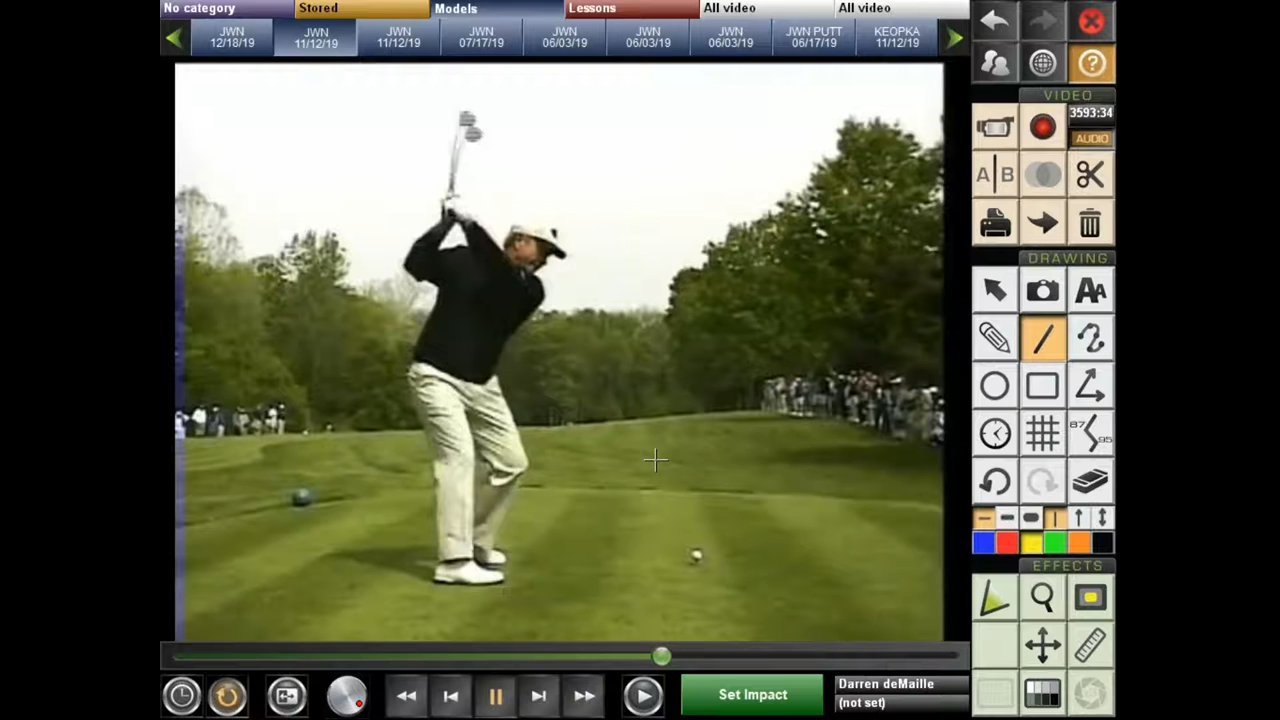 No category
Stored
Models
Lessons
All video
All video
JWN
12/18/19
JWN
11/12/19
JWN
11/12/19
JWN
07/17/19
JWN
06/03/19
JWN
06/03/19
JWN
06/03/19
JWN PUTT
06/17/19
KEOPKA
11/12/19
?
VIDEO
3593:34
AUDIO
A|B
DRAWING
AA
87
95
EFFECTS
Set Impact
Darren deMaille
(not set)